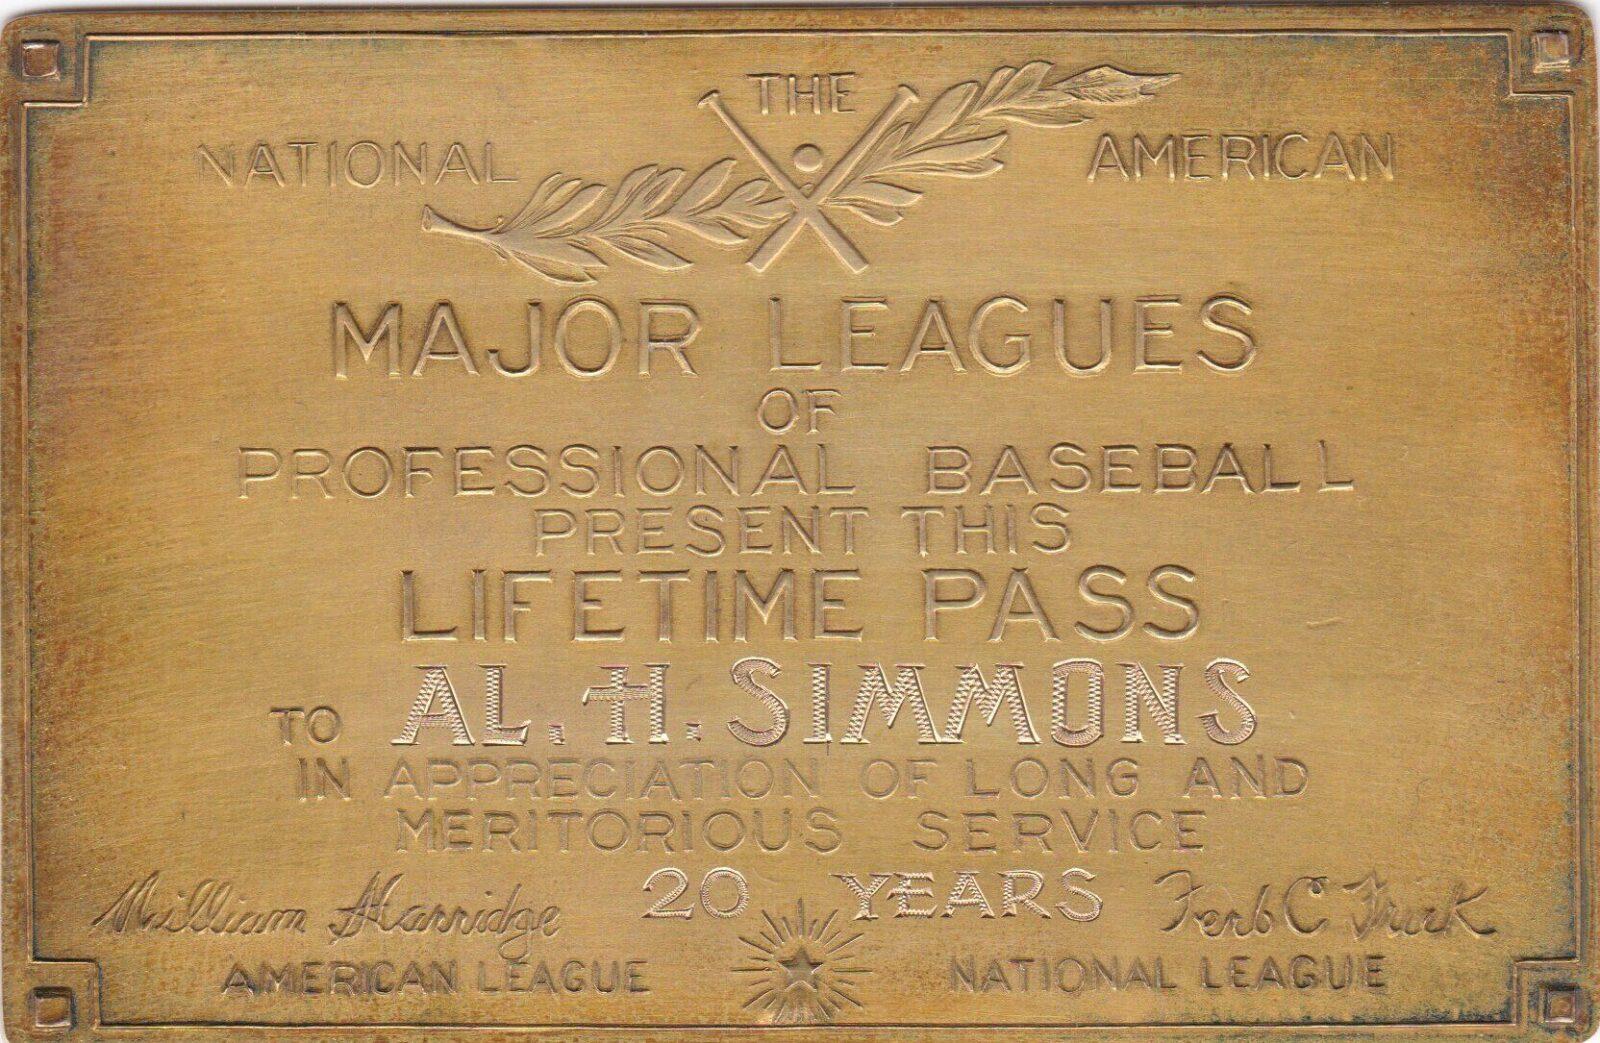 THE
NATIONAL AMERICAN
MAJOR LEAGUES
OF
PROFESSIONAL BASEBALL
PRESENT THIS
LIFETIME PASS
TO AL. H. SIMMONS
IN APPRECIATION OF LONG AND
MERITORIOUS SERVICE
20 YEARS
William Harridge
AMERICAN LEAGUE
Ford C Frick
NATIONAL LEAGUE